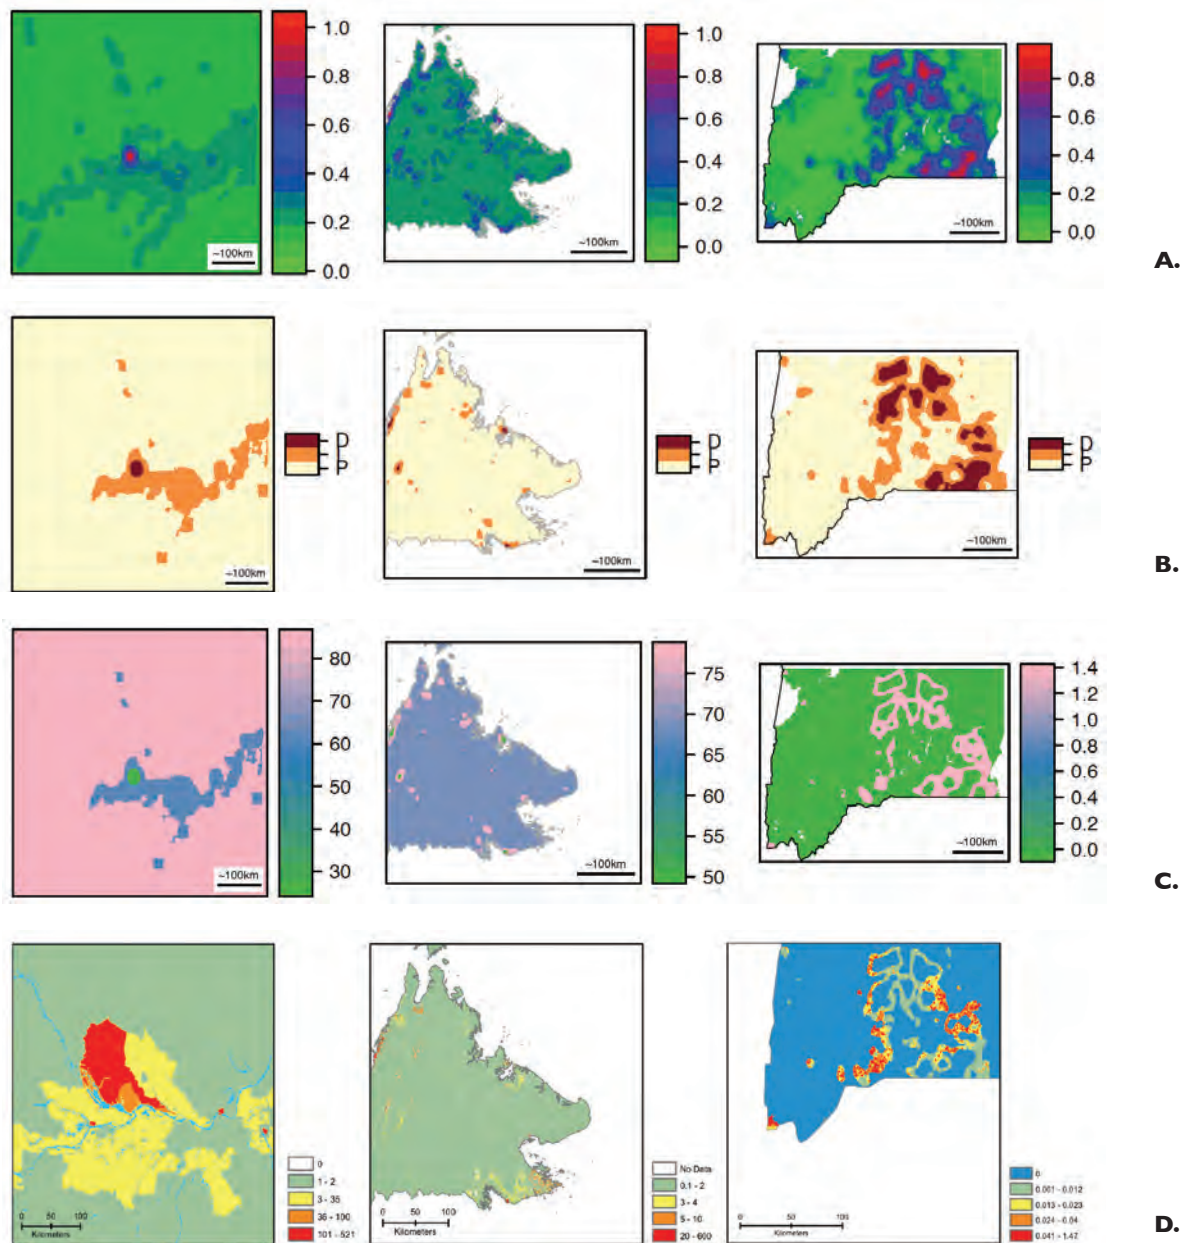 1.0
0.8
0.6
0.4
0.2
0.0
~100km
1.0
0.8
0.6
0.4
0.2
0.0
~100km
0.8
0.6
0.4
0.2
0.0
~100km
A.
D
P
~100km
D
P
~100km
D
P
~100km
B.
80
70
60
50
40
30
~100km
75
70
65
60
55
50
~100km
1.4
1.2
1.0
0.8
0.6
0.4
0.2
0.0
~100km
C.
0
1 - 2
3 - 35
36 - 100
101 - 521
0 50 100
Kilometers
No Data
0.1 - 2
3 - 4
5 - 10
20 - 600
0 50 100
Kilometers
0
0.001 - 0.012
0.013 - 0.023
0.024 - 0.04
0.041 - 1.47
0 50 100
Kilometers
D.